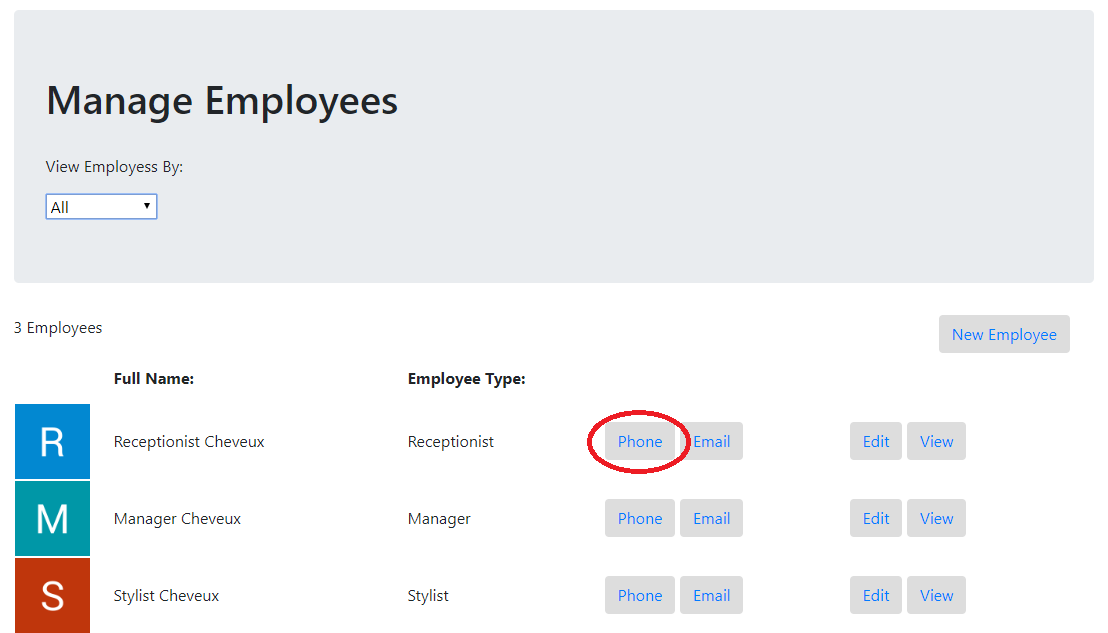 Manage Employees
View Employess By:
All
3 Employees
New Employee
Full Name: Employee Type:
R Receptionist Cheveux Receptionist Phone Email Edit View
M Manager Cheveux Manager Phone Email Edit View
S Stylist Cheveux Stylist Phone Email Edit View